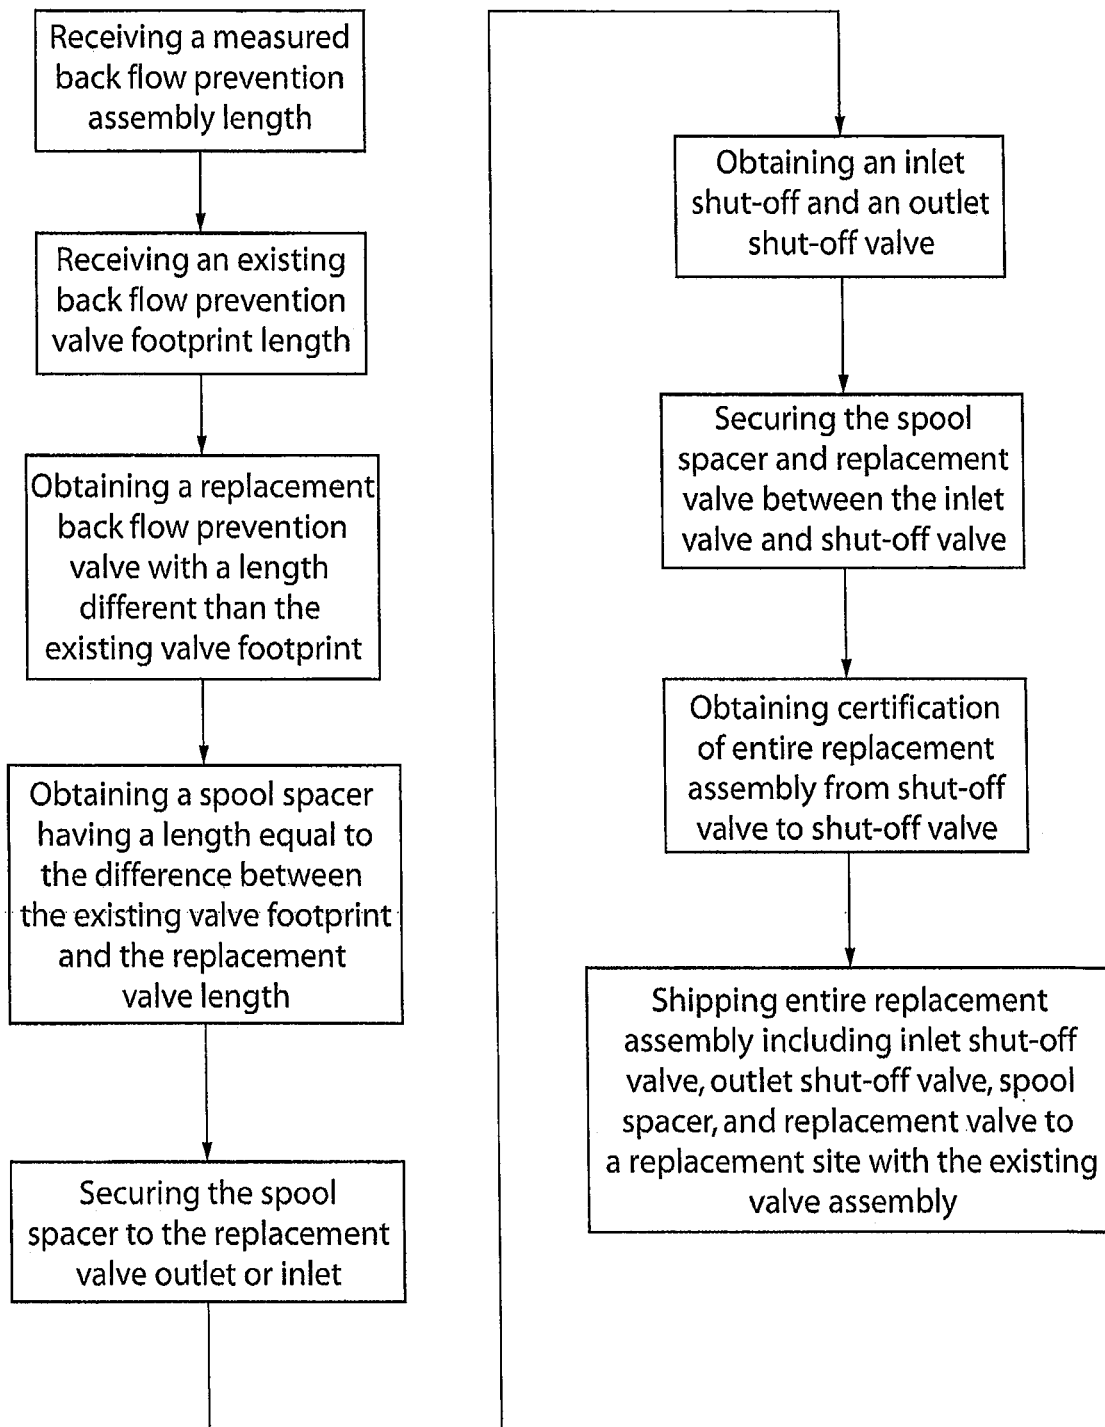 Receiving a measured
back flow prevention
assembly length
Receiving an existing
back flow prevention
valve footprint length
Obtaining a replacement
back flow prevention
valve with a length
different than the
existing valve footprint
Obtaining a spool spacer
having a length equal to
the difference between
the existing valve footprint
and the replacement
valve length
Securing the spool
spacer to the replacement
valve outlet or inlet
Obtaining an inlet
shut-off and an outlet
shut-off valve
Securing the spool
spacer and replacement
valve between the inlet
valve and shut-off valve
Obtaining certification
of entire replacement
assembly from shut-off
valve to shut-off valve
Shipping entire replacement
assembly including inlet shut-off
valve, outlet shut-off valve, spool
spacer, and replacement valve to
a replacement site with the existing
valve assembly